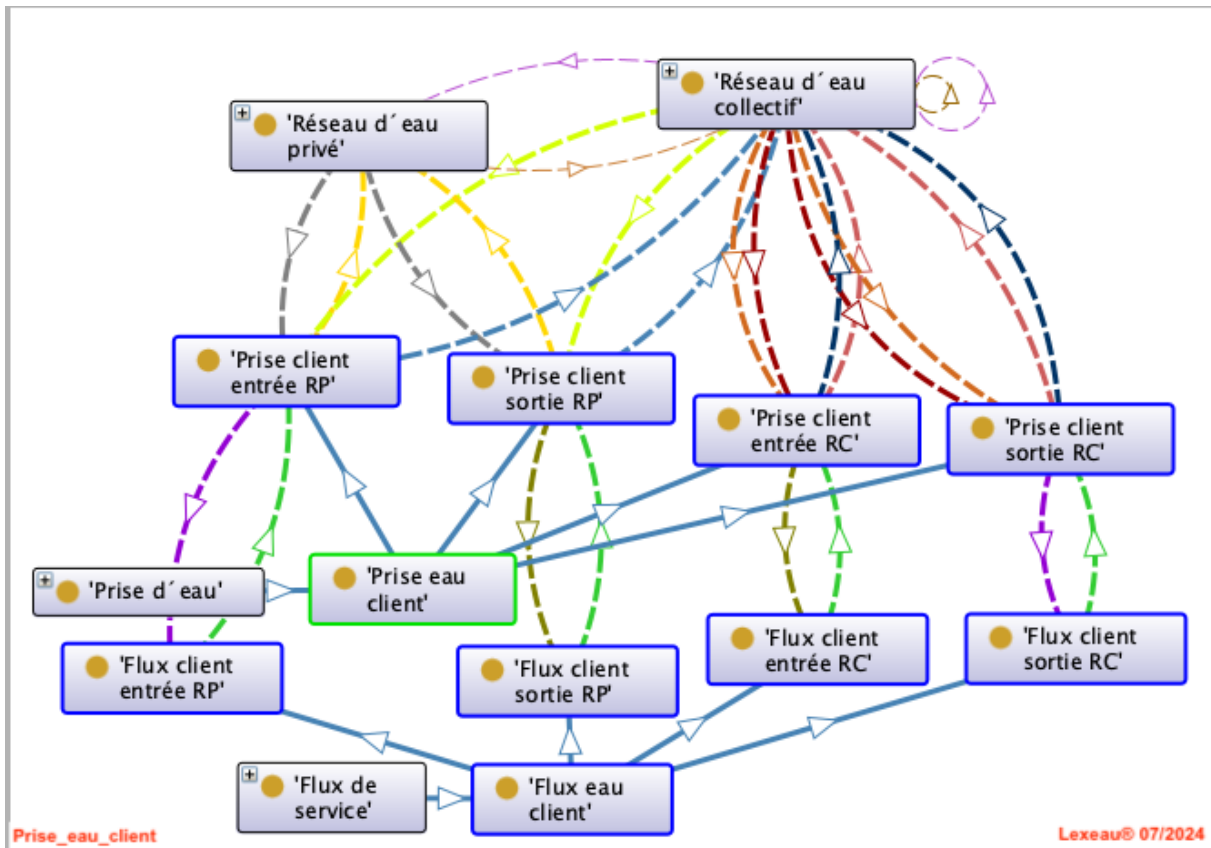 'Réseau d´eau
collectif'
'Réseau d´eau
privé'
'Prise client
entrée RP'
'Prise client
sortie RP'
'Prise client
entrée RC'
'Prise client
sortie RC'
'Prise d´eau'
'Prise eau
client'
'Flux client
entrée RP'
'Flux client
sortie RP'
'Flux client
entrée RC'
'Flux client
sortie RC'
'Flux de
service'
'Flux eau
client'
Prise_eau_client
Lexeau® 07/2024